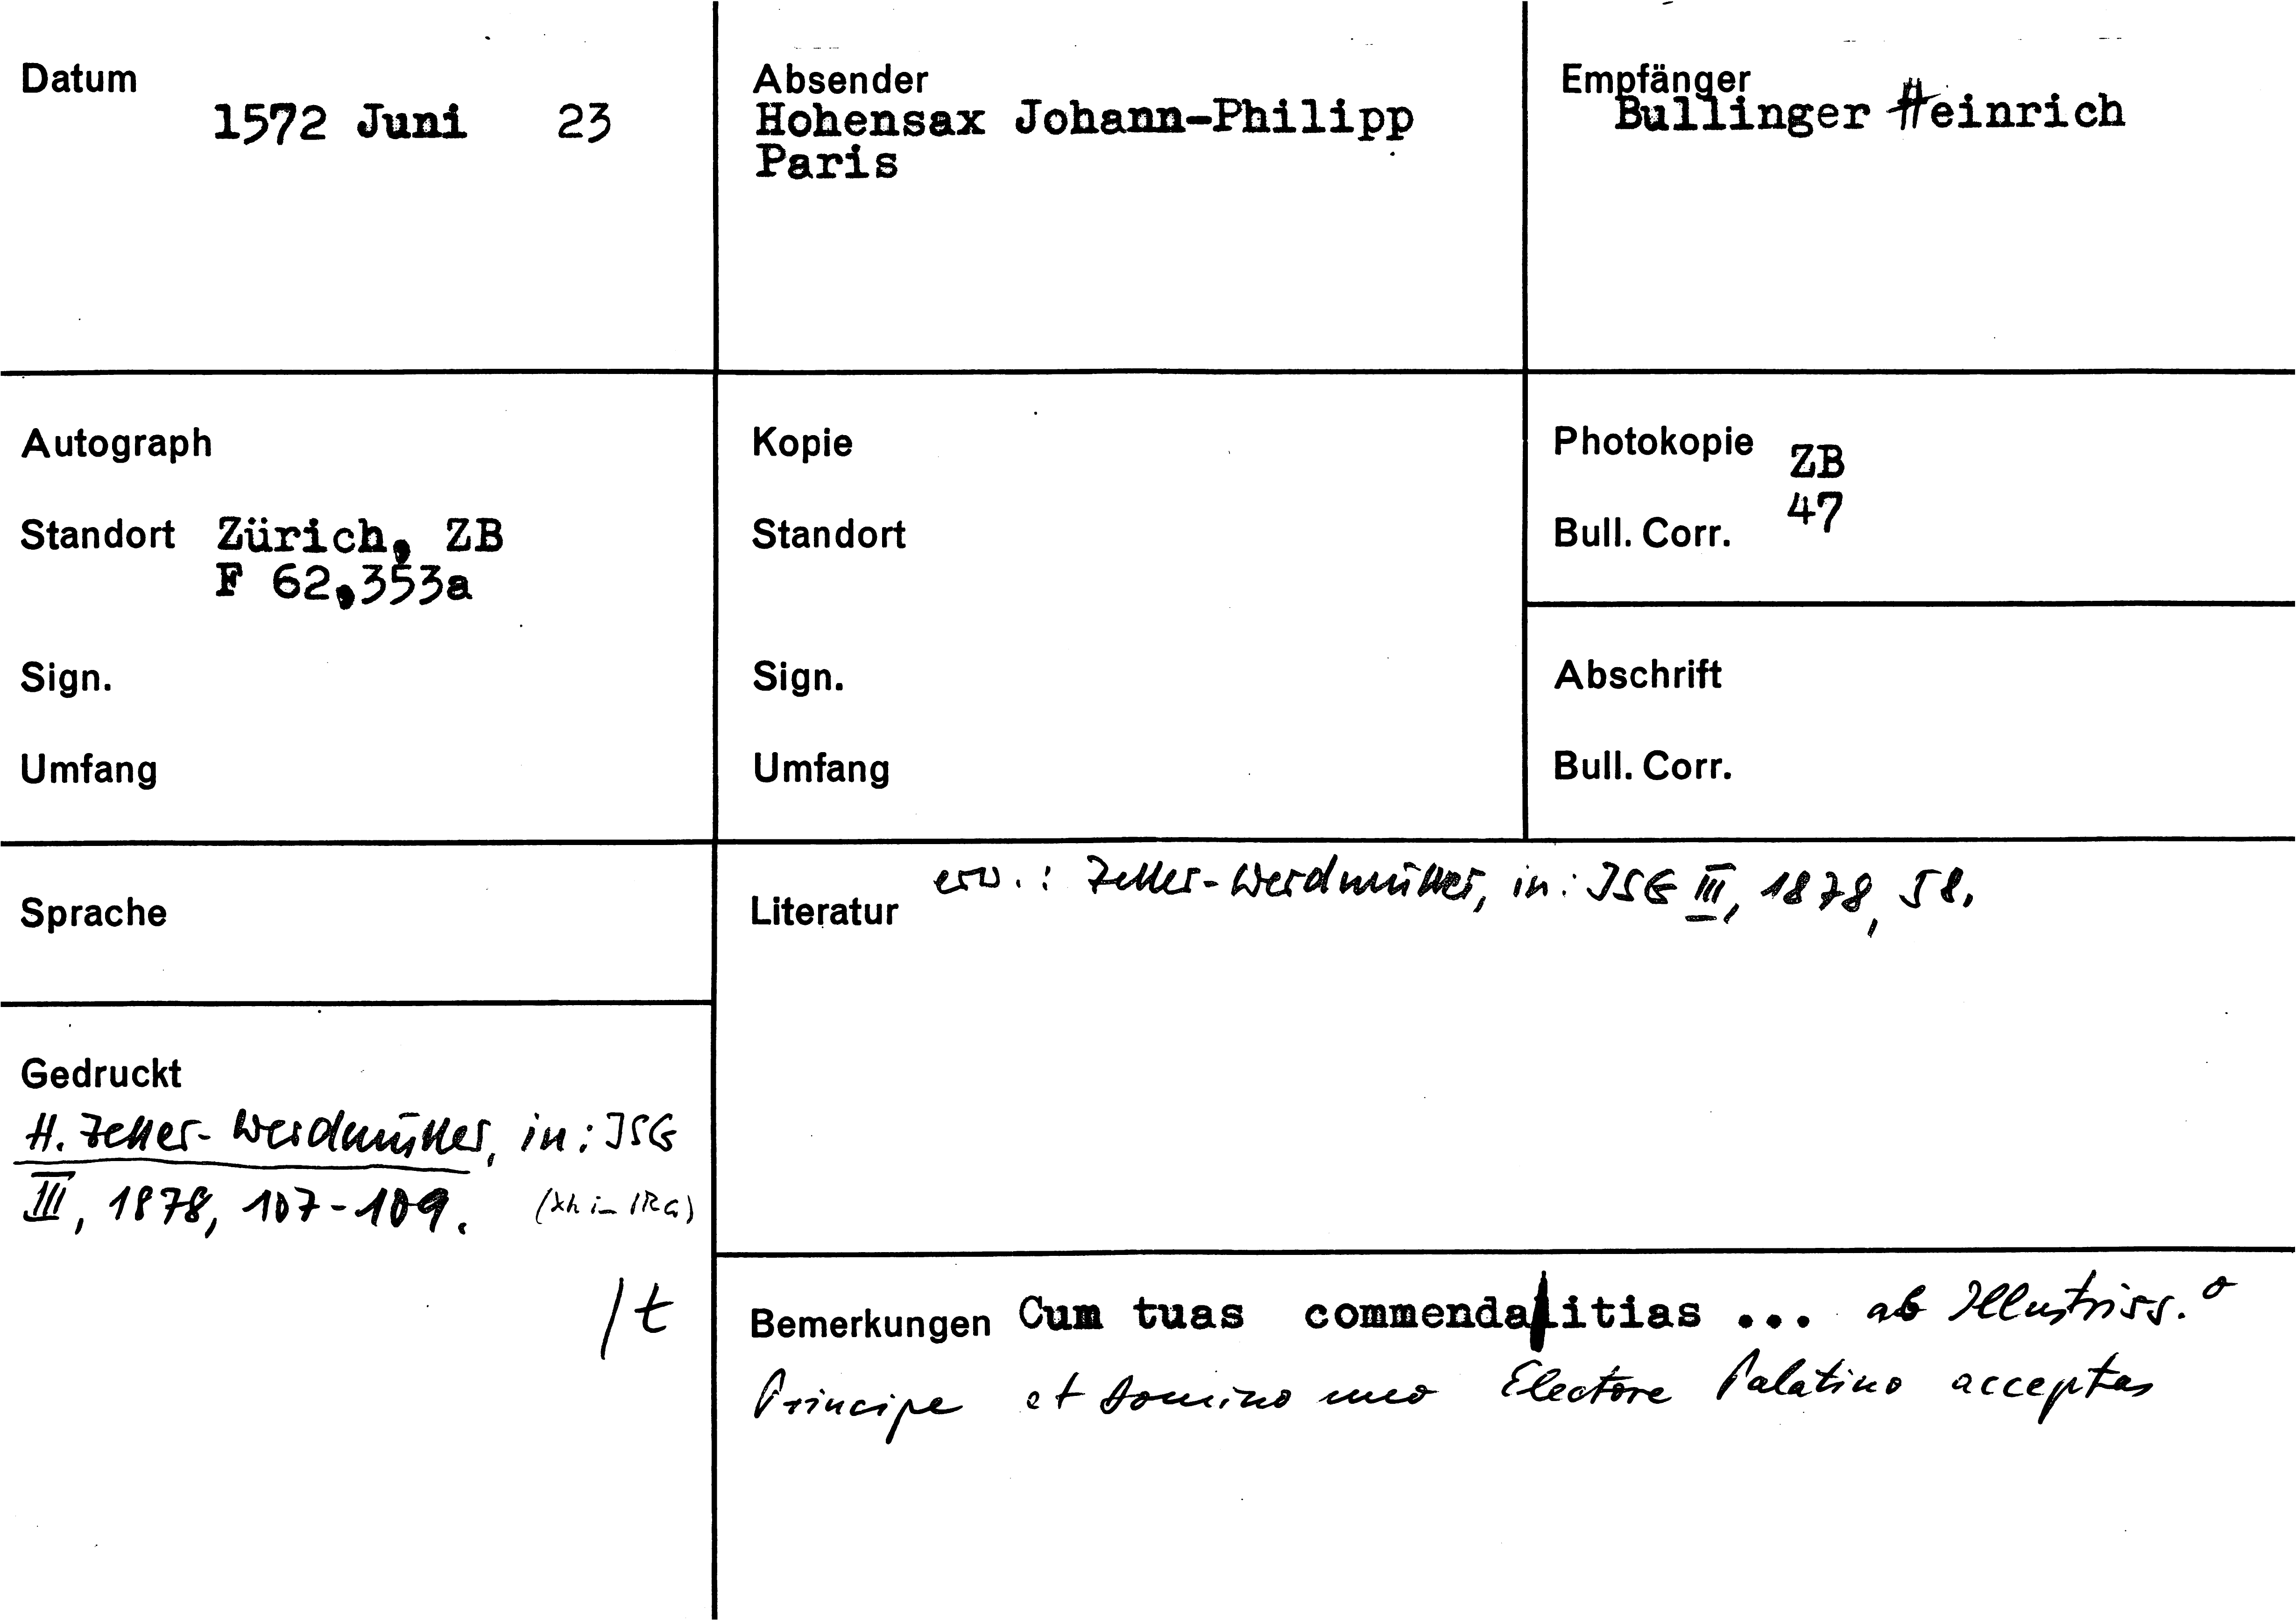 Datum
1572 Juni 23
Absender
Hohensax Johann-Philipp
Paris
Empfänger
Bullinger Heinrich
Autograph
Standort Zürich, ZB
F 62,353a
Sign.
Umfang
Kopie
Standort
Sign.
Umfang
Photokopie ZB
Bull. Corr. 47
Abschrift
Bull. Corr.
Sprache
Literatur erw.: Zeller-Werdmüller, in: JSG III, 1878, 58.
Gedruckt
H. Zeller-Werdmüller, in: JSG
III, 1878, 107-109.
/t
Bemerkungen Cum tuas commendalitias ... ab Illustriss.o
Principe et Domino meo Electore Palatino acceptas